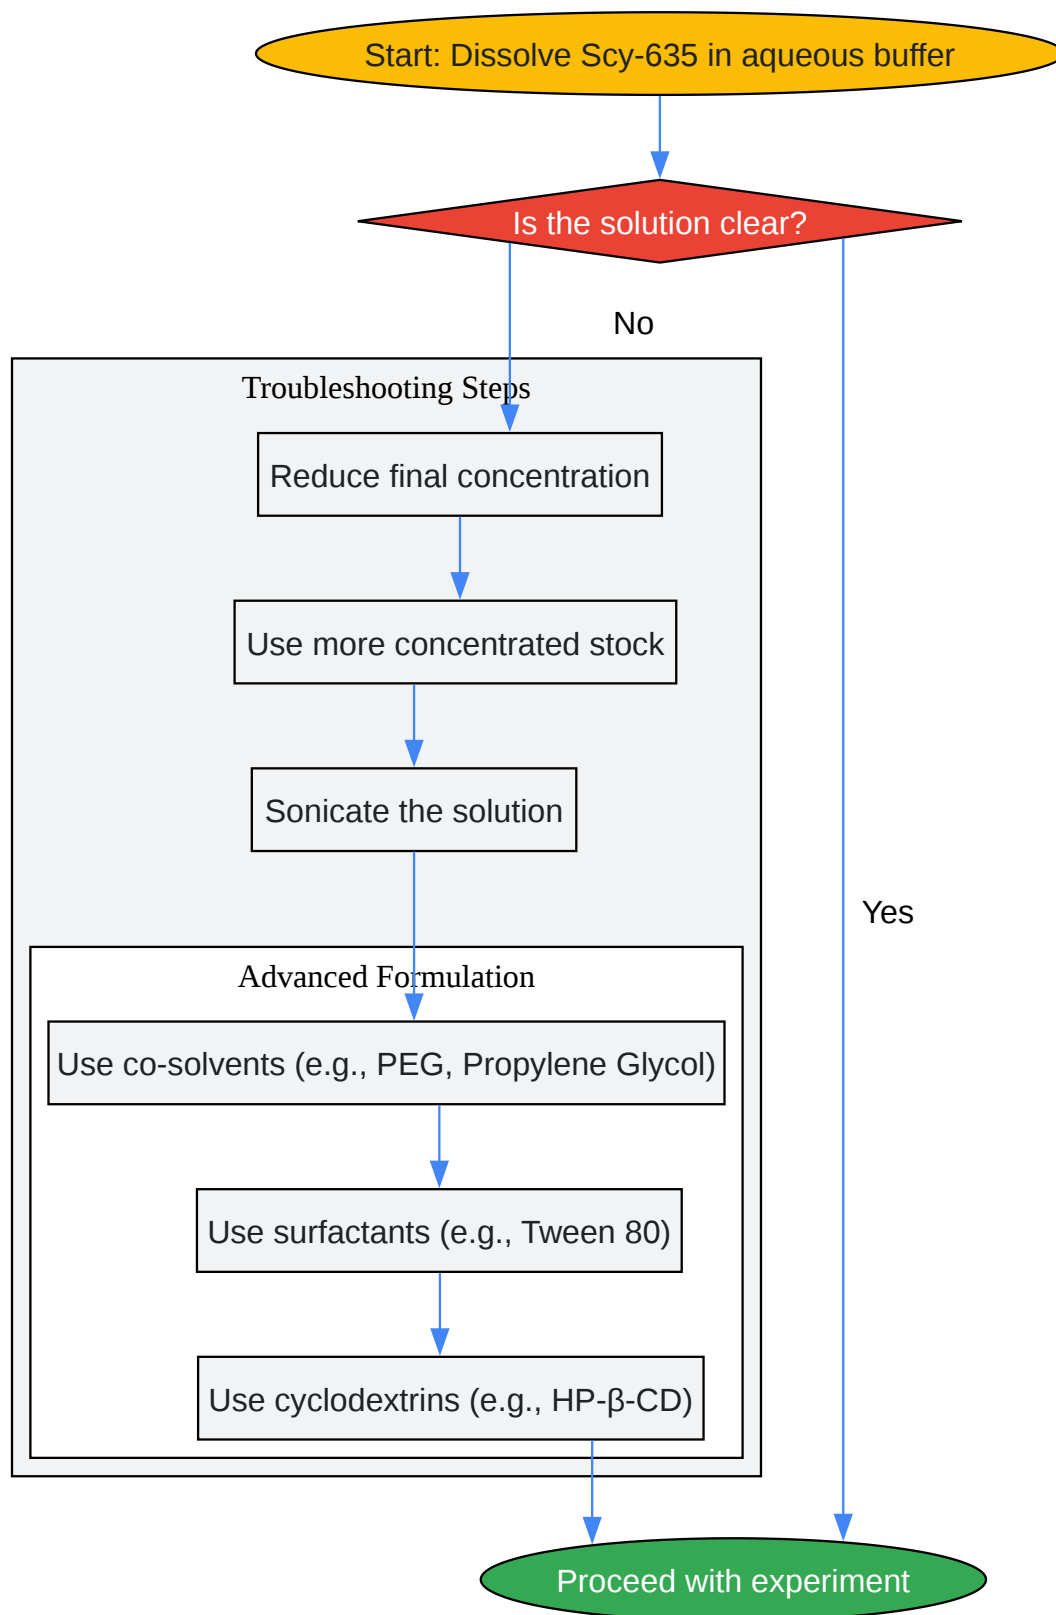 Start: Dissolve Scy-635 in aqueous buffer
Is the solution clear?
No
Troubleshooting Steps
Reduce final concentration
Use more concentrated stock
Sonicate the solution
Yes
Advanced Formulation
Use co-solvents (e.g., PEG, Propylene Glycol)
Use surfactants (e.g., Tween 80)
Use cyclodextrins (e.g., HP-β-CD)
Proceed with experiment